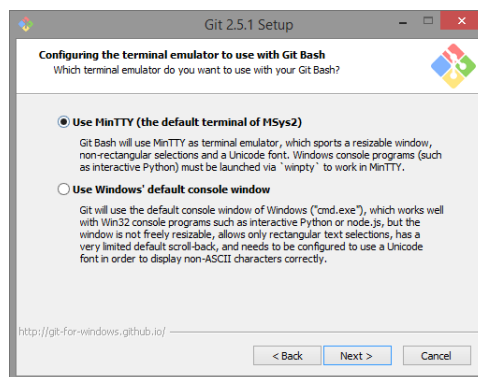 Git 2.5.1 Setup
Configuring the terminal emulator to use with Git Bash
Which terminal emulator do you want to use with your Git Bash?
Use MinTTY (the default terminal of MSys2)
Git Bash will use MinTTY as terminal emulator, which sports a resizable window,
non-rectangular selections and a Unicode font. Windows console programs (such
as interactive Python) must be launched via `winpty` to work in MinTTY.
Use Windows' default console window
Git will use the default console window of Windows ("cmd.exe"), which works well
with Win32 console programs such as interactive Python or node.js, but the
window is not freely resizable, allows only rectangular text selections, has a
very limited default scroll-back, and needs to be configured to use a Unicode
font in order to display non-ASCII characters correctly.
http://git-for-windows.github.io/
< Back Next > Cancel